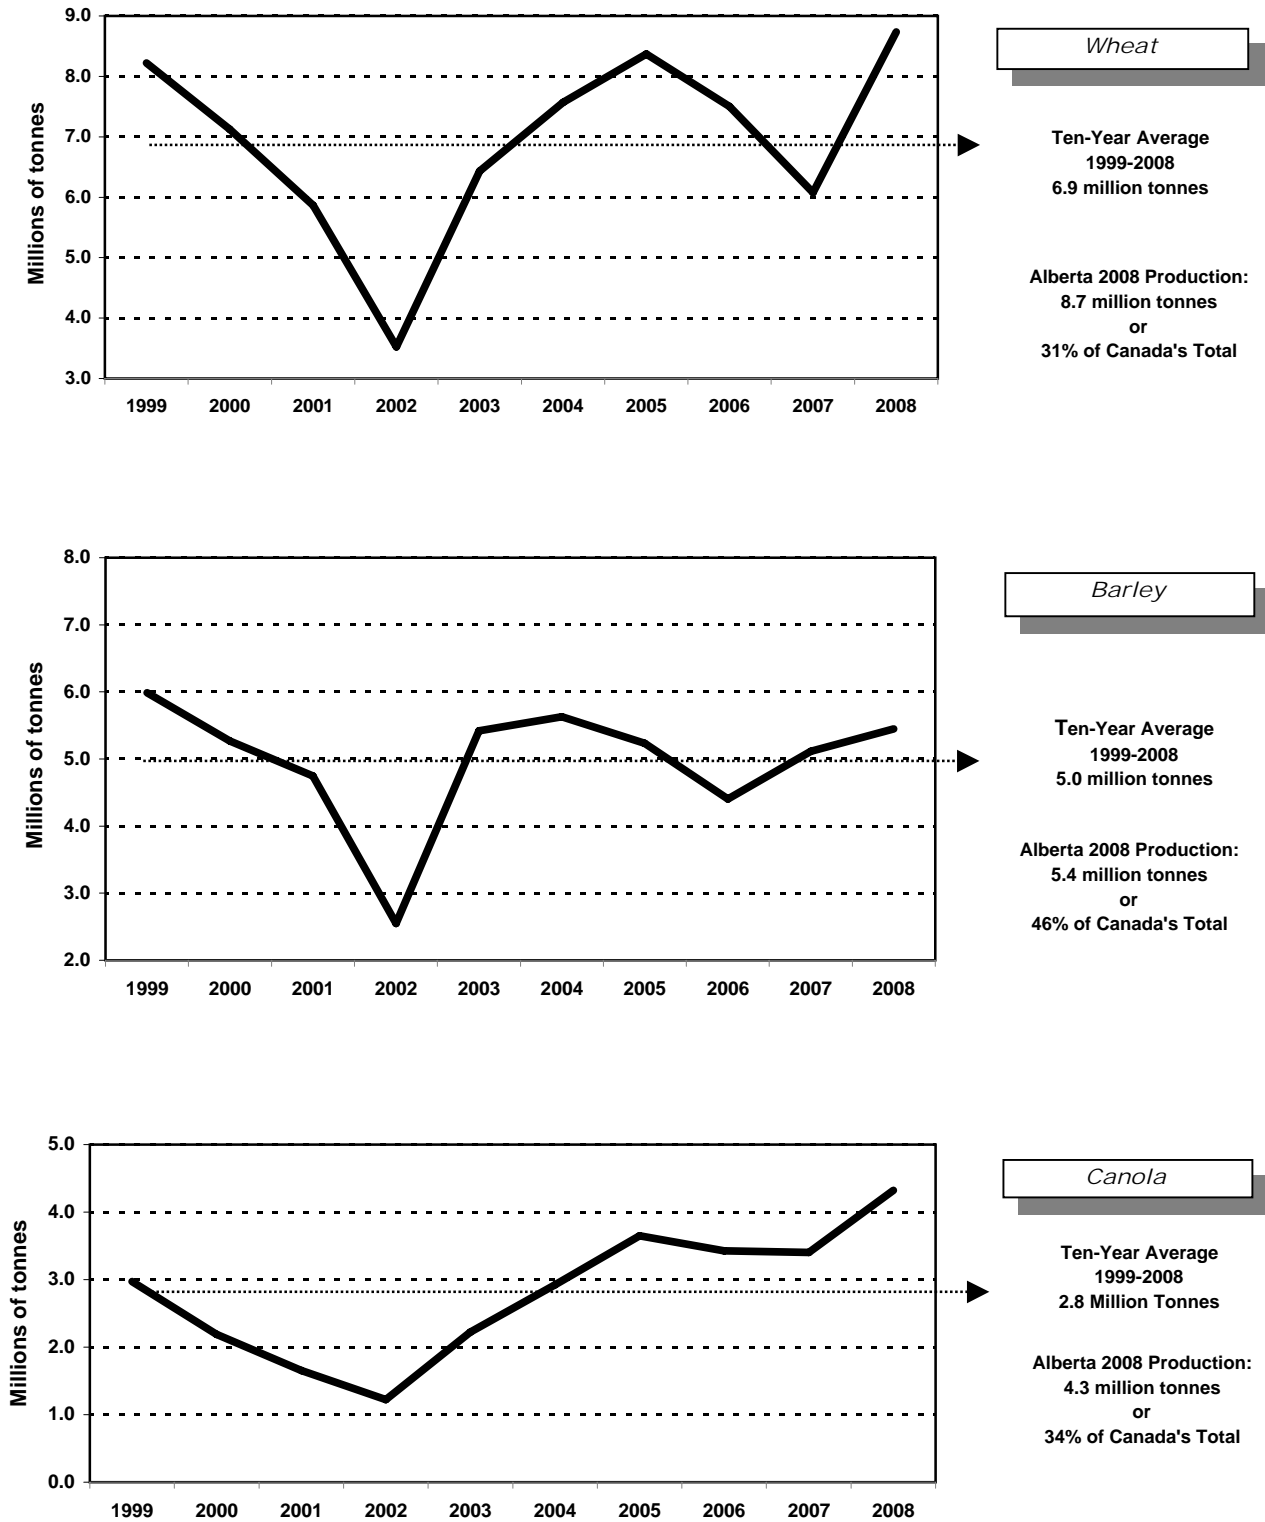 Wheat
Millions of tonnes
9.0
8.0
7.0
6.0
5.0
4.0
3.0
1999 2000 2001 2002 2003 2004 2005 2006 2007 2008
Ten-Year Average
1999-2008
6.9 million tonnes
Alberta 2008 Production:
8.7 million tonnes
or
31% of Canada's Total
Barley
Millions of tonnes
8.0
7.0
6.0
5.0
4.0
3.0
2.0
1999 2000 2001 2002 2003 2004 2005 2006 2007 2008
Ten-Year Average
1999-2008
5.0 million tonnes
Alberta 2008 Production:
5.4 million tonnes
or
46% of Canada's Total
Canola
Millions of tonnes
5.0
4.0
3.0
2.0
1.0
0.0
1999 2000 2001 2002 2003 2004 2005 2006 2007 2008
Ten-Year Average
1999-2008
2.8 Million Tonnes
Alberta 2008 Production:
4.3 million tonnes
or
34% of Canada's Total